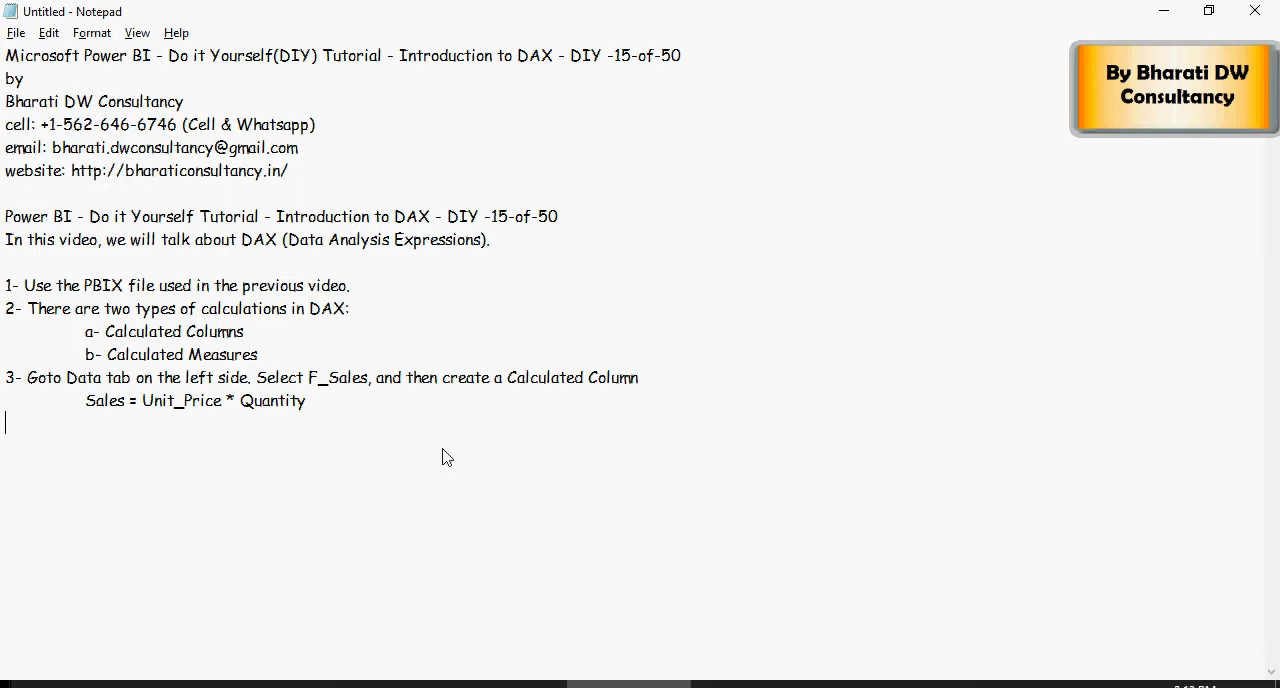 Untitled - Notepad
File Edit Format View Help
Microsoft Power BI - Do it Yourself(DIY) Tutorial - Introduction to DAX - DIY -15-of-50
by
Bharati DW Consultancy
cell: +1-562-646-6746 (Cell & Whatsapp)
email: bharati.dwconsultancy@gmail.com
website: http://bharaticonsultancy.in/
Power BI - Do it Yourself Tutorial - Introduction to DAX - DIY -15-of-50
In this video, we will talk about DAX (Data Analysis Expressions).
1- Use the PBIX file used in the previous video.
2- There are two types of calculations in DAX:
a- Calculated Columns
b- Calculated Measures
3- Goto Data tab on the left side. Select F_Sales, and then create a Calculated Column
Sales = Unit_Price * Quantity
By Bharati DW
Consultancy